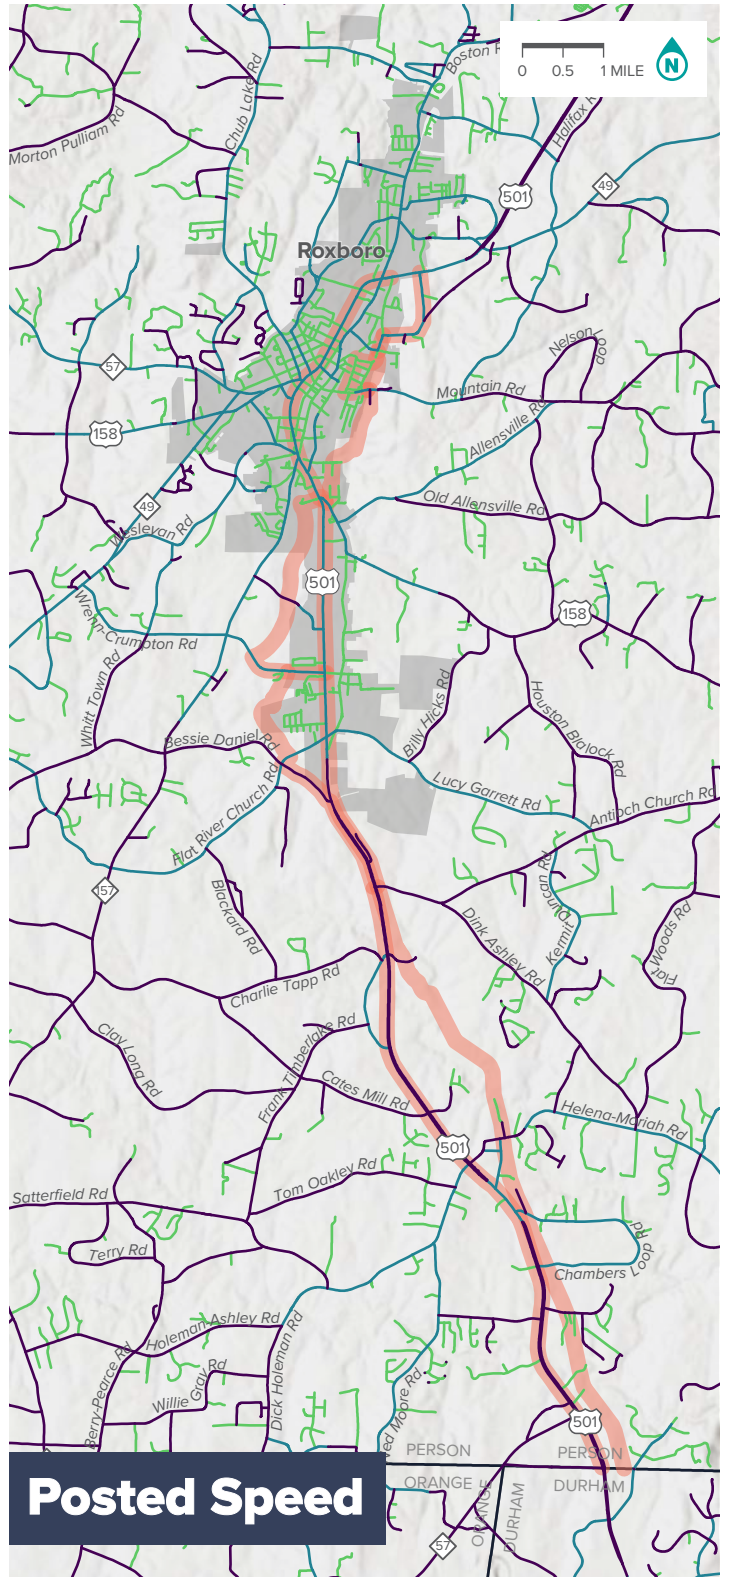 Boston R
0 0.5 1 MILE
N
Chub Lake Rd
Halifax R
Morton Pulliam Rd
501
49
Roxboro
Nelson Loop
57
Mountain Rd
158
Allensville Rd
49
Old Allensville Rd
Wesleyan Rd
501
158
Wrenn-Crumpton Rd
Whitt Town Rd
Billy Hicks Rd
Houston Blalock Rd
Bessie Daniel Rd
Lucy Garrett Rd
Antioch Church Rd
Flat River Church Rd
157
Blackard Rd
Kermit Duncan Rd
Dink Ashley Rd
Flat Woods Rd
Charlie Tapp Rd
Clay Long Rd
Frank Timberlake Rd
Cates Mill Rd
Helena-Moriah Rd
501
Tom Oakley Rd
Satterfield Rd
Terry Rd
Chambers Loop Rd
Holeman-Ashley Rd
Dick Holeman Rd
Berry-Pearce Rd
Willie Gray Rd
Ned Moore Rd
501
PERSON
PERSON
ORANGE
DURHAM
ORANGE
DURHAM
57
Posted Speed